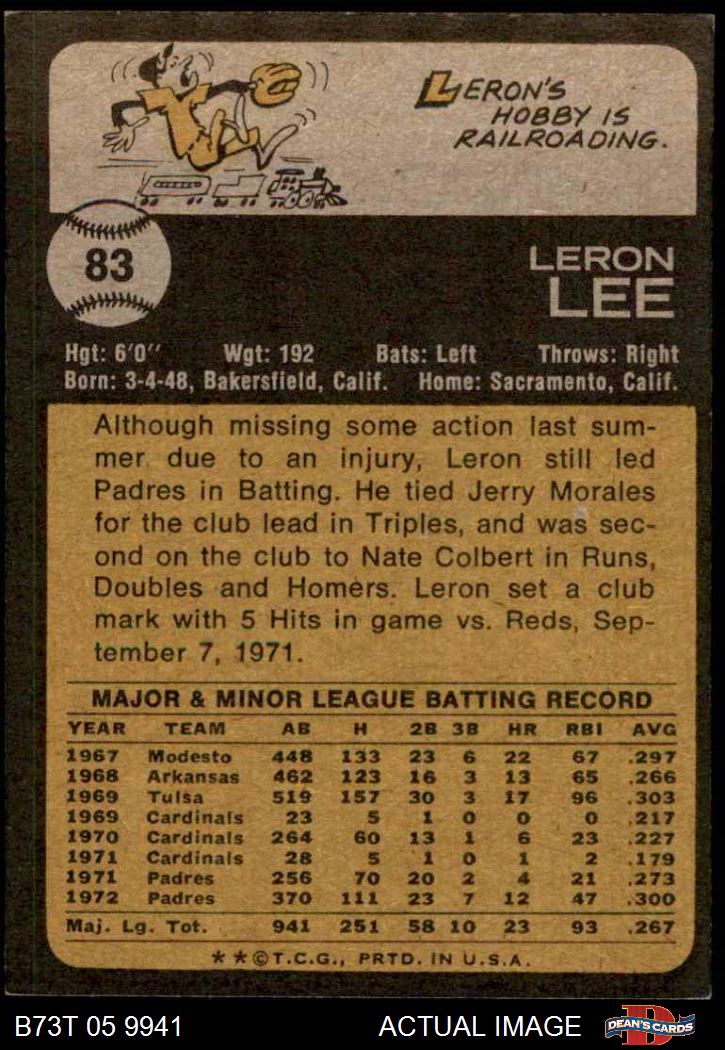 LERON'S
HOBBY IS
RAILROADING.
83
LERON
LEE
Hgt: 6'0" Wgt: 192 Bats: Left Throws: Right
Born: 3-4-48, Bakersfield, Calif. Home: Sacramento, Calif.
Although missing some action last sum-
mer due to an injury, Leron still led
Padres in Batting. He tied Jerry Morales
for the club lead in Triples, and was sec-
ond on the club to Nate Colbert in Runs,
Doubles and Homers. Leron set a club
mark with 5 Hits in game vs. Reds, Sep-
tember 7, 1971.
MAJOR & MINOR LEAGUE BATTING RECORD
YEAR TEAM AB H 2B 3B HR RBI AVG
1967 Modesto 448 133 23 6 22 67 .297
1968 Arkansas 462 123 16 3 13 65 .266
1969 Tulsa 519 157 30 3 17 96 .303
1969 Cardinals 23 5 1 0 0 0 .217
1970 Cardinals 264 60 13 1 6 23 .227
1971 Cardinals 28 5 1 0 1 2 .179
1971 Padres 256 70 20 2 4 21 .273
1972 Padres 370 111 23 7 12 47 .300
Maj. Lg. Tot. 941 251 58 10 23 93 .267
**©T.C.G., PRTD. IN U.S.A.
B73T 05 9941 ACTUAL IMAGE D DEAN'S CARDS